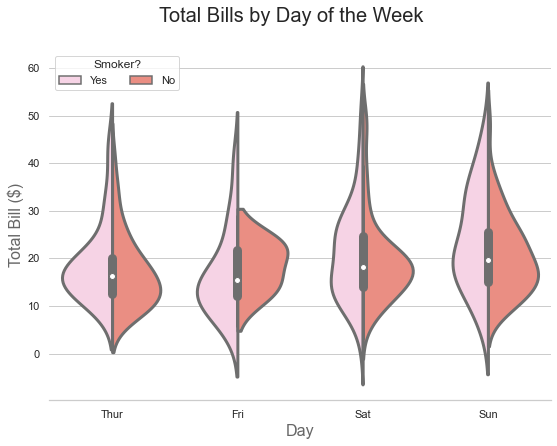 Total Bills by Day of the Week
Smoker?
Yes No
60
50
40
30
20
10
0
Total Bill ($)
Thur Fri Sat Sun
Day